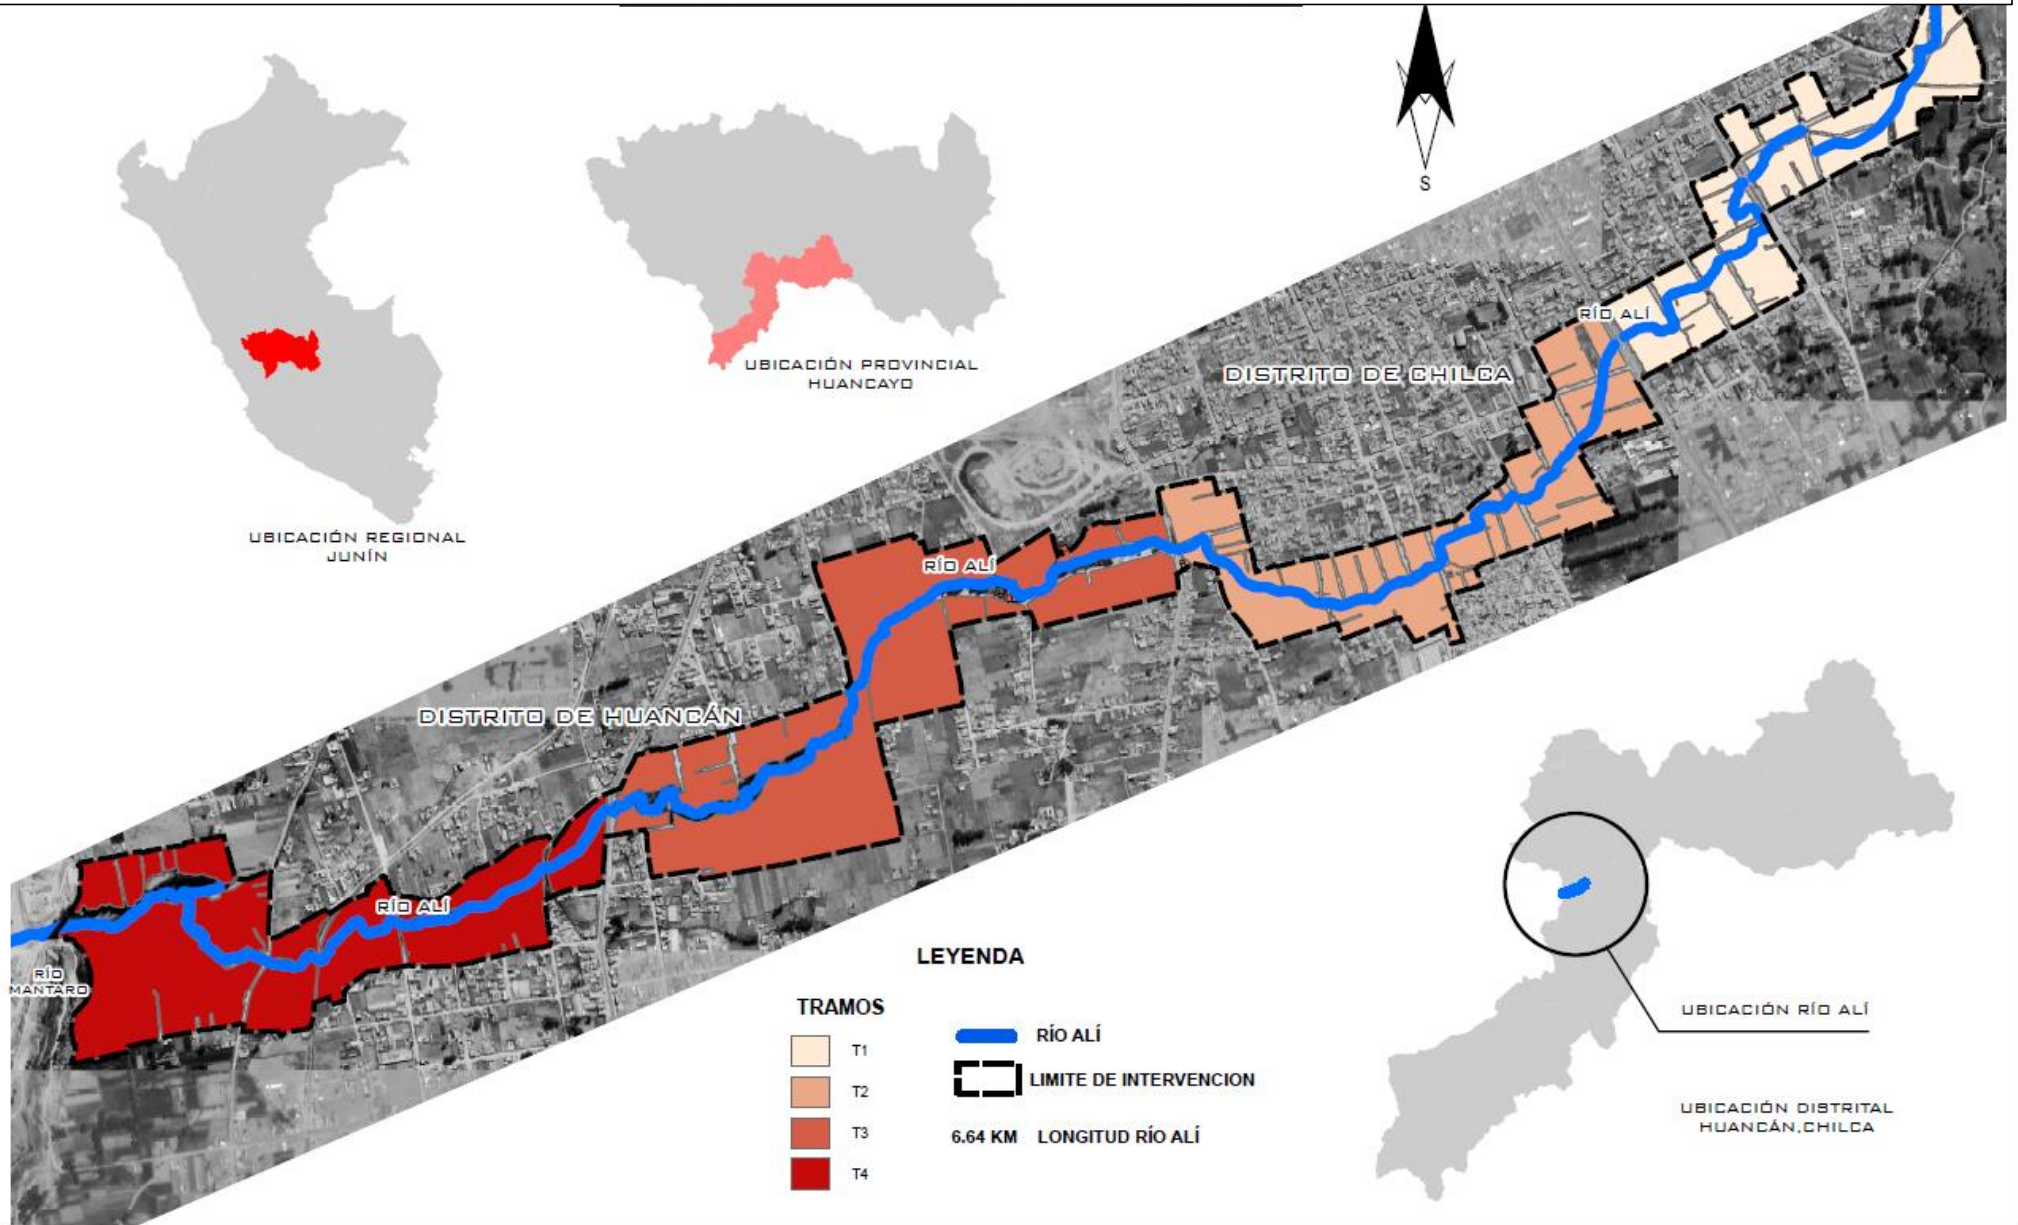 S
UBICACIÓN REGIONAL
JUNÍN
UBICACIÓN PROVINCIAL
HUANCAYO
RÍO ALÍ
DISTRITO DE CHILCA
RÍO ALÍ
DISTRITO DE HUANCÁN
RÍO ALÍ
RÍO
MANTARO
LEYENDA
TRAMOS
T1
T2
T3
T4
RÍO ALÍ
LIMITE DE INTERVENCION
6.64 KM LONGITUD RÍO ALÍ
UBICACIÓN RÍO ALÍ
UBICACIÓN DISTRITAL
HUANCÁN,CHILCA